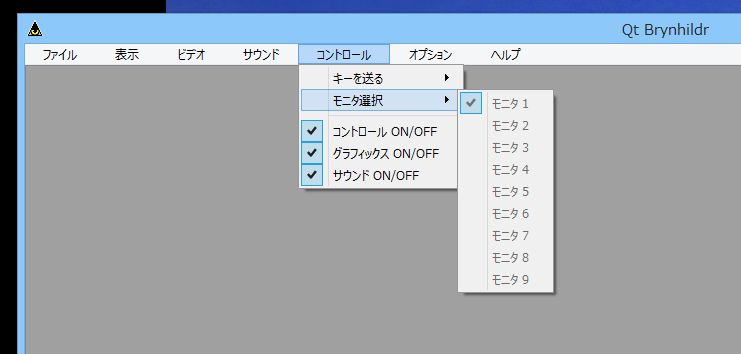 Qt Brynhildr
ファイル 表示 ビデオ サウンド コントロール オプション ヘルプ
キーを送る
モニタ選択
コントロール ON/OFF
グラフィックス ON/OFF
サウンド ON/OFF
モニタ 1
モニタ 2
モニタ 3
モニタ 4
モニタ 5
モニタ 6
モニタ 7
モニタ 8
モニタ 9